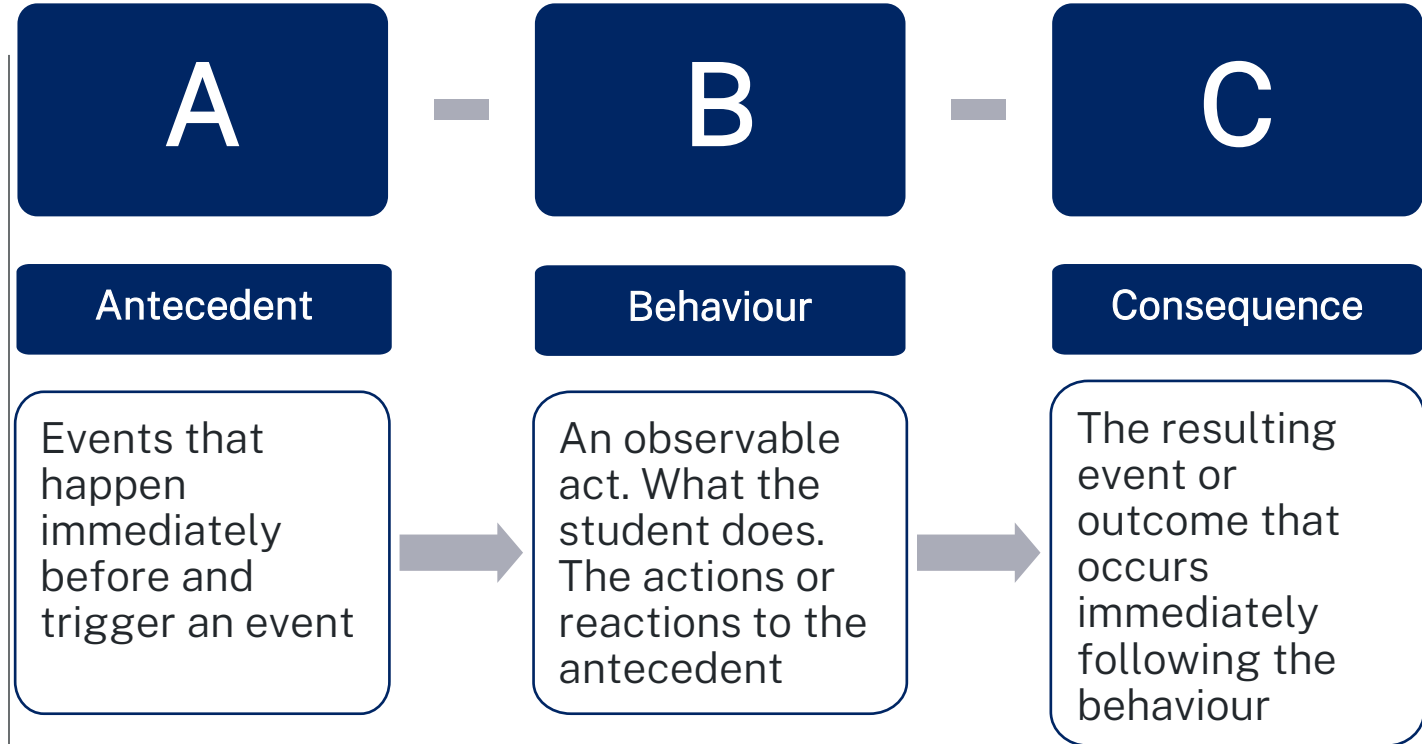 A
B
C
Antecedent
Behaviour
Consequence
Events that
happen
immediately
before and
trigger an event
An observable
act. What the
student does.
The actions or
reactions to the
antecedent
The resulting
event or
outcome that
occurs
immediately
following the
behaviour